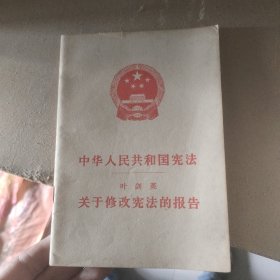 中华人民共和国宪法
叶剑英
关于修改宪法的报告